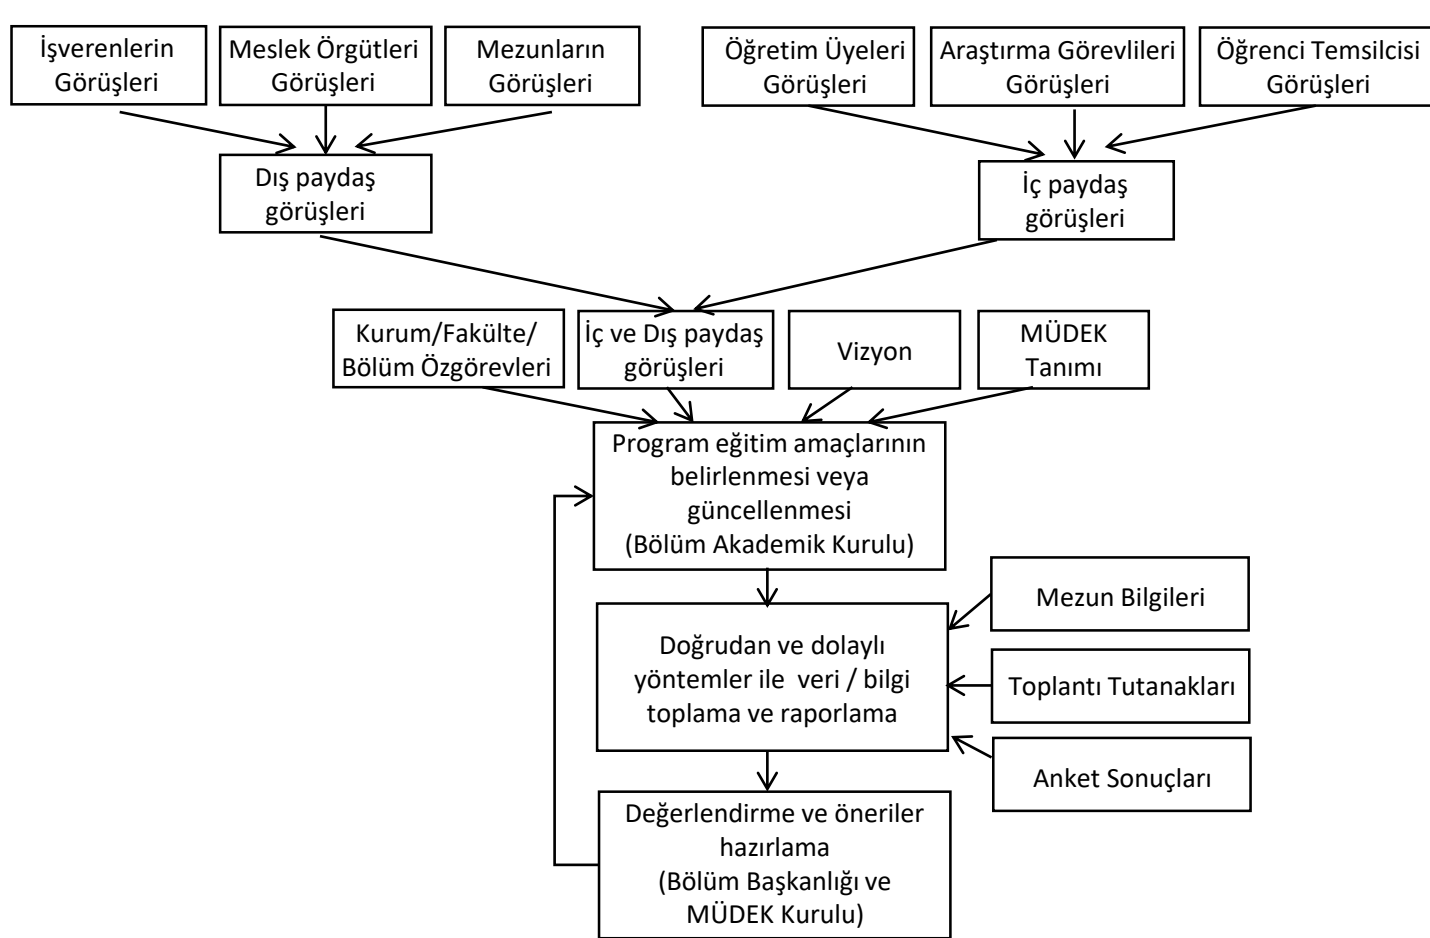 İşverenlerin
Görüşleri
Meslek Örgütleri
Görüşleri
Mezunların
Görüşleri
Öğretim Üyeleri
Görüşleri
Araştırma Görevlileri
Görüşleri
Öğrenci Temsilcisi
Görüşleri
Dış paydaş
görüşleri
İç paydaş
görüşleri
Kurum/Fakülte/
Bölüm Özgörevleri
İç ve Dış paydaş
görüşleri
Vizyon
MÜDEK
Tanımı
Program eğitim amaçlarının
belirlenmesi veya
güncellenmesi
(Bölüm Akademik Kurulu)
Mezun Bilgileri
Doğrudan ve dolaylı
yöntemler ile veri / bilgi
toplama ve raporlama
Toplantı Tutanakları
Anket Sonuçları
Değerlendirme ve öneriler
hazırlama
(Bölüm Başkanlığı ve
MÜDEK Kurulu)